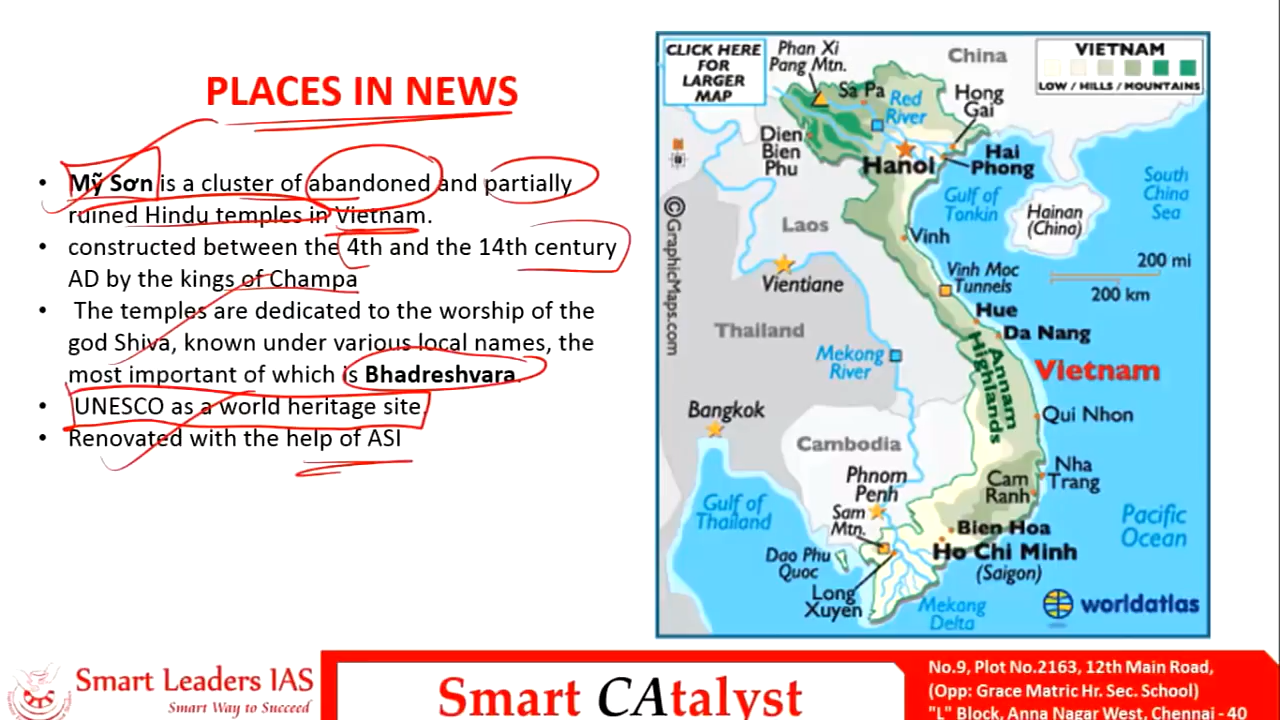 PLACES IN NEWS
• Mỹ Sơn is a cluster of abandoned and partially
ruined Hindu temples in Vietnam.
• constructed between the 4th and the 14th century
AD by the kings of Champa
• The temples are dedicated to the worship of the
god Shiva, known under various local names, the
most important of which is Bhadreshvara.
• UNESCO as a world heritage site.
• Renovated with the help of ASI
CLICK HERE
FOR
LARGER
MAP
Phan Xi
Pang Mtn.
China
VIETNAM
LOW / HILLS / MOUNTAINS
Sa Pa
Red
River
Hong
Gai
Dien
Bien
Phu
Hanoi
Hai
Phong
South
China
Sea
Gulf of
Tonkin
Hainan
(China)
©GraphicMaps.com
Laos
Vinh
200 mi
200 km
Vientiane
Vinh Moc
Tunnels
Hue
Da Nang
Thailand
Mekong
River
Annam
Highlands
Vietnam
Bangkok
Qui Nhon
Cambodia
Phnom
Penh
Nha
Trang
Cam
Ranh
Gulf of
Thailand
Sam
Mtn.
Pacific
Ocean
Bien Hoa
Ho Chi Minh
(Saigon)
Dao Phu
Quoc
Long
Xuyen
Mekong
Delta
worldatlas
Smart Leaders IAS
Smart Way to Succeed
Smart CAtalyst
No.9, Plot No.2163, 12th Main Road,
(Opp: Grace Matric Hr. Sec. School)
"L" Block, Anna Nagar West, Chennai - 40